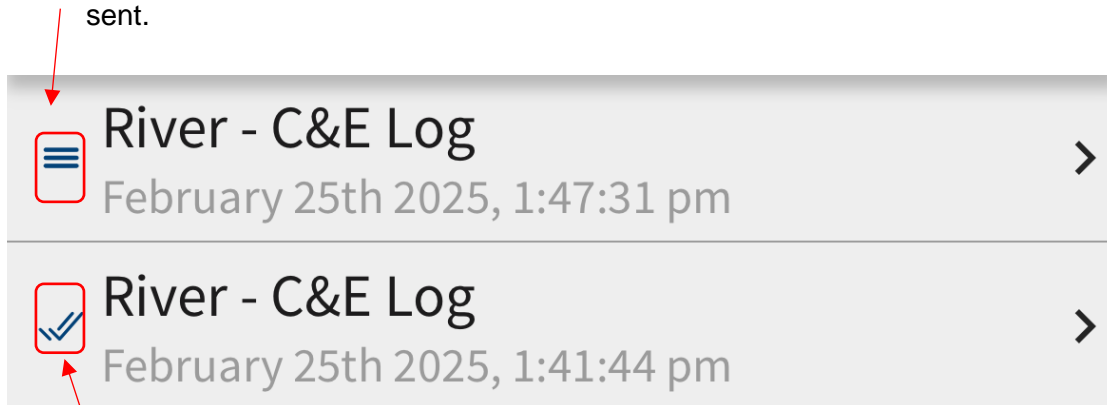 sent.
River - C&E Log
February 25th 2025, 1:47:31 pm
River - C&E Log
February 25th 2025, 1:41:44 pm